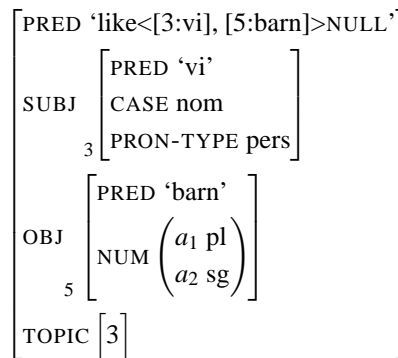 PRED ‘like<[3:vi], [5:barn]>NULL’
PRED ‘vi’
SUBJ CASE nom
3 PRON-TYPE pers
PRED ‘barn’
OBJ NUM a1 pl
5 a2 sg
TOPIC [3]